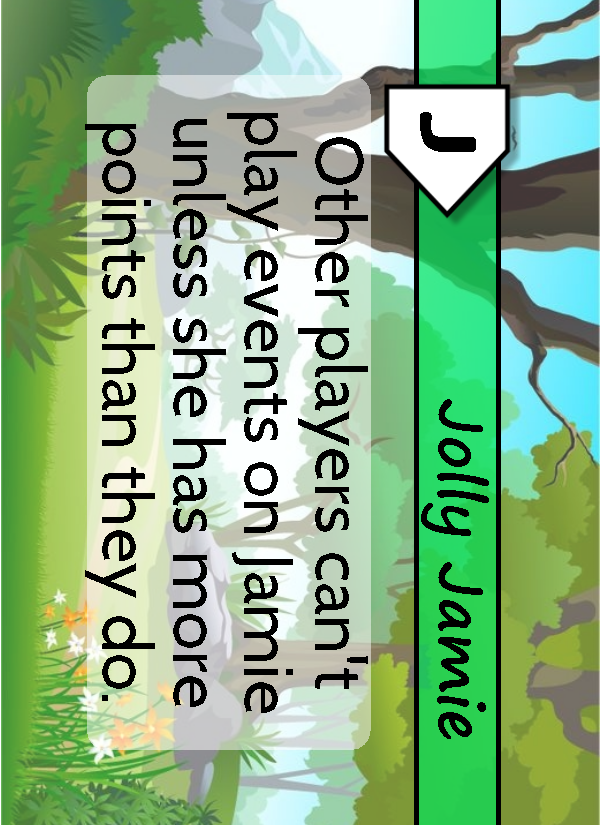 J
Jolly Jamie
Other players can't
play events on Jamie
unless she has more
points than they do.